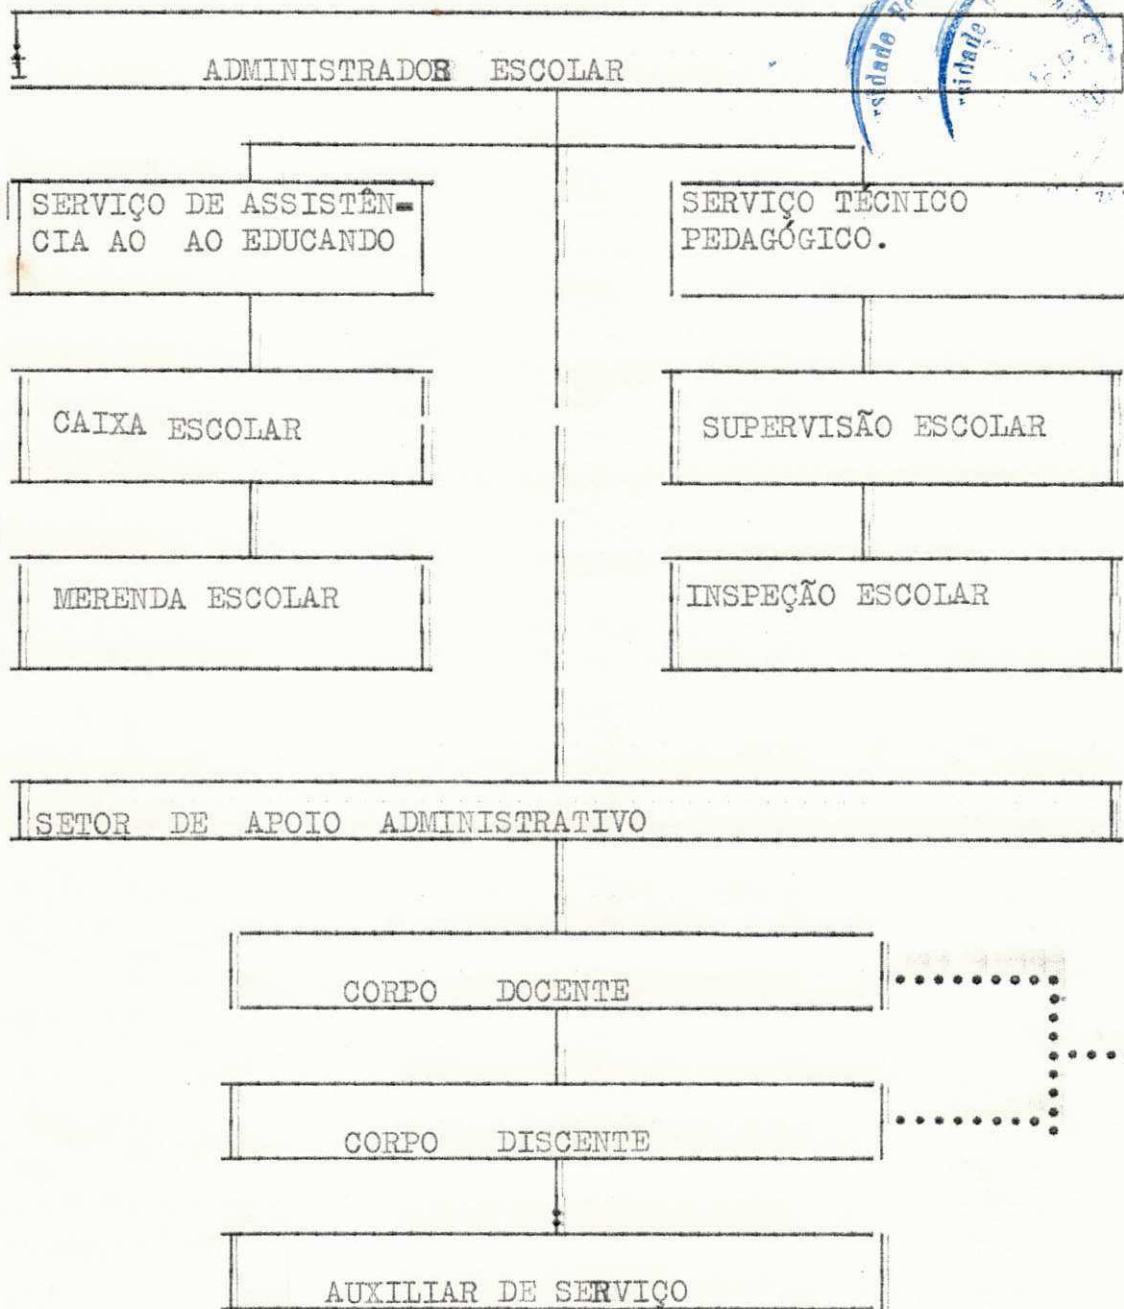 ADMINISTRADOR ESCOLAR
SERVIÇO DE ASSISTÊN-
CIA AO AO EDUCANDO
SERVIÇO TÉCNICO
PEDAGÓGICO.
CAIXA ESCOLAR
SUPERVISÃO ESCOLAR
MERENDA ESCOLAR
INSPEÇÃO ESCOLAR
SETOR DE APOIO ADMINISTRATIVO
CORPO DOCENTE
CORPO DISCENTE
AUXILIAR DE SERVIÇO